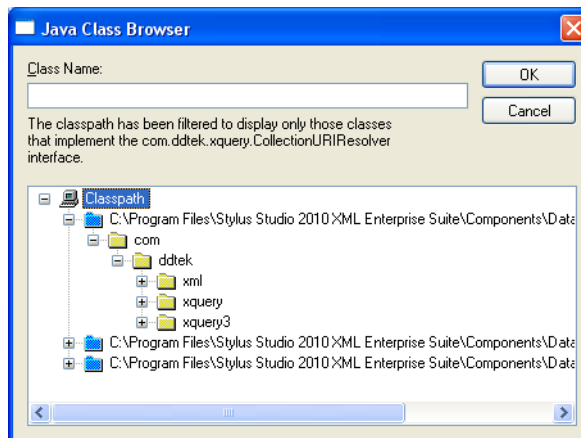 Java Class Browser
Class Name:
OK
Cancel
The classpath has been filtered to display only those classes
that implement the com.ddtek.xquery.CollectionURIResolver
interface.
Classpath
C:\Program Files\Stylus Studio 2010 XML Enterprise Suite\Components\Data
com
ddtek
xml
xquery
xquery3
C:\Program Files\Stylus Studio 2010 XML Enterprise Suite\Components\Data
C:\Program Files\Stylus Studio 2010 XML Enterprise Suite\Components\Data